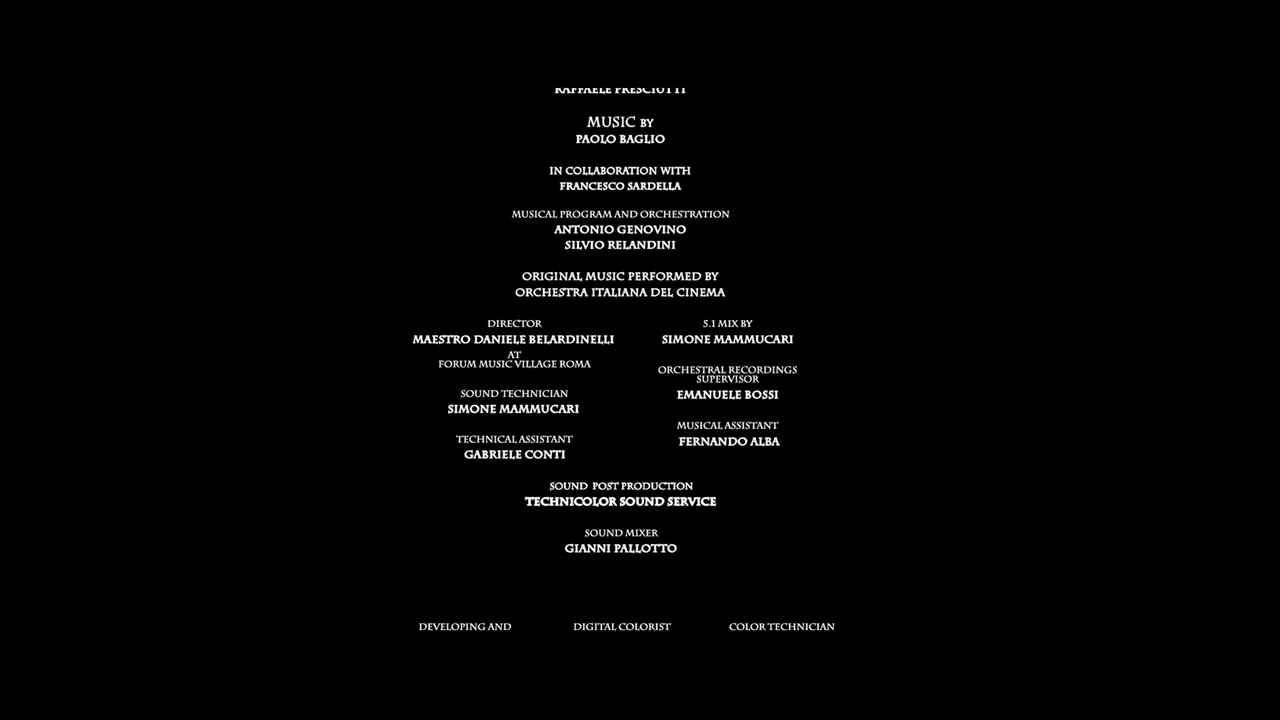 RAFFAELE PRESCIUTTI
MUSIC BY
PAOLO BAGLIO
IN COLLABORATION WITH
FRANCESCO SARDELLA
MUSICAL PROGRAM AND ORCHESTRATION
ANTONIO GENOVINO
SILVIO RELANDINI
ORIGINAL MUSIC PERFORMED BY
ORCHESTRA ITALIANA DEL CINEMA
DIRECTOR
MAESTRO DANIELE BELARDINELLI
AT
FORUM MUSIC VILLAGE ROMA
SOUND TECHNICIAN
SIMONE MAMMUCARI
TECHNICAL ASSISTANT
GABRIELE CONTI
5.1 MIX BY
SIMONE MAMMUCARI
ORCHESTRAL RECORDINGS
SUPERVISOR
EMANUELE BOSSI
MUSICAL ASSISTANT
FERNANDO ALBA
SOUND POST PRODUCTION
TECHNICOLOR SOUND SERVICE
SOUND MIXER
GIANNI PALLOTTO
DEVELOPING AND
DIGITAL COLORIST
COLOR TECHNICIAN